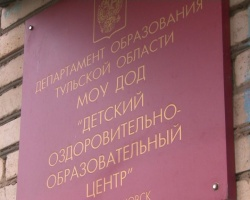 ДЕПАРТАМЕНТ ОБРАЗОВАНИЯ
ТУЛЬСКОЙ ОБЛАСТИ
МОУ ДОД
"ДЕТСКИЙ
ОЗДОРОВИТЕЛЬНО-
ОБРАЗОВАТЕЛЬНЫЙ
ЦЕНТР"